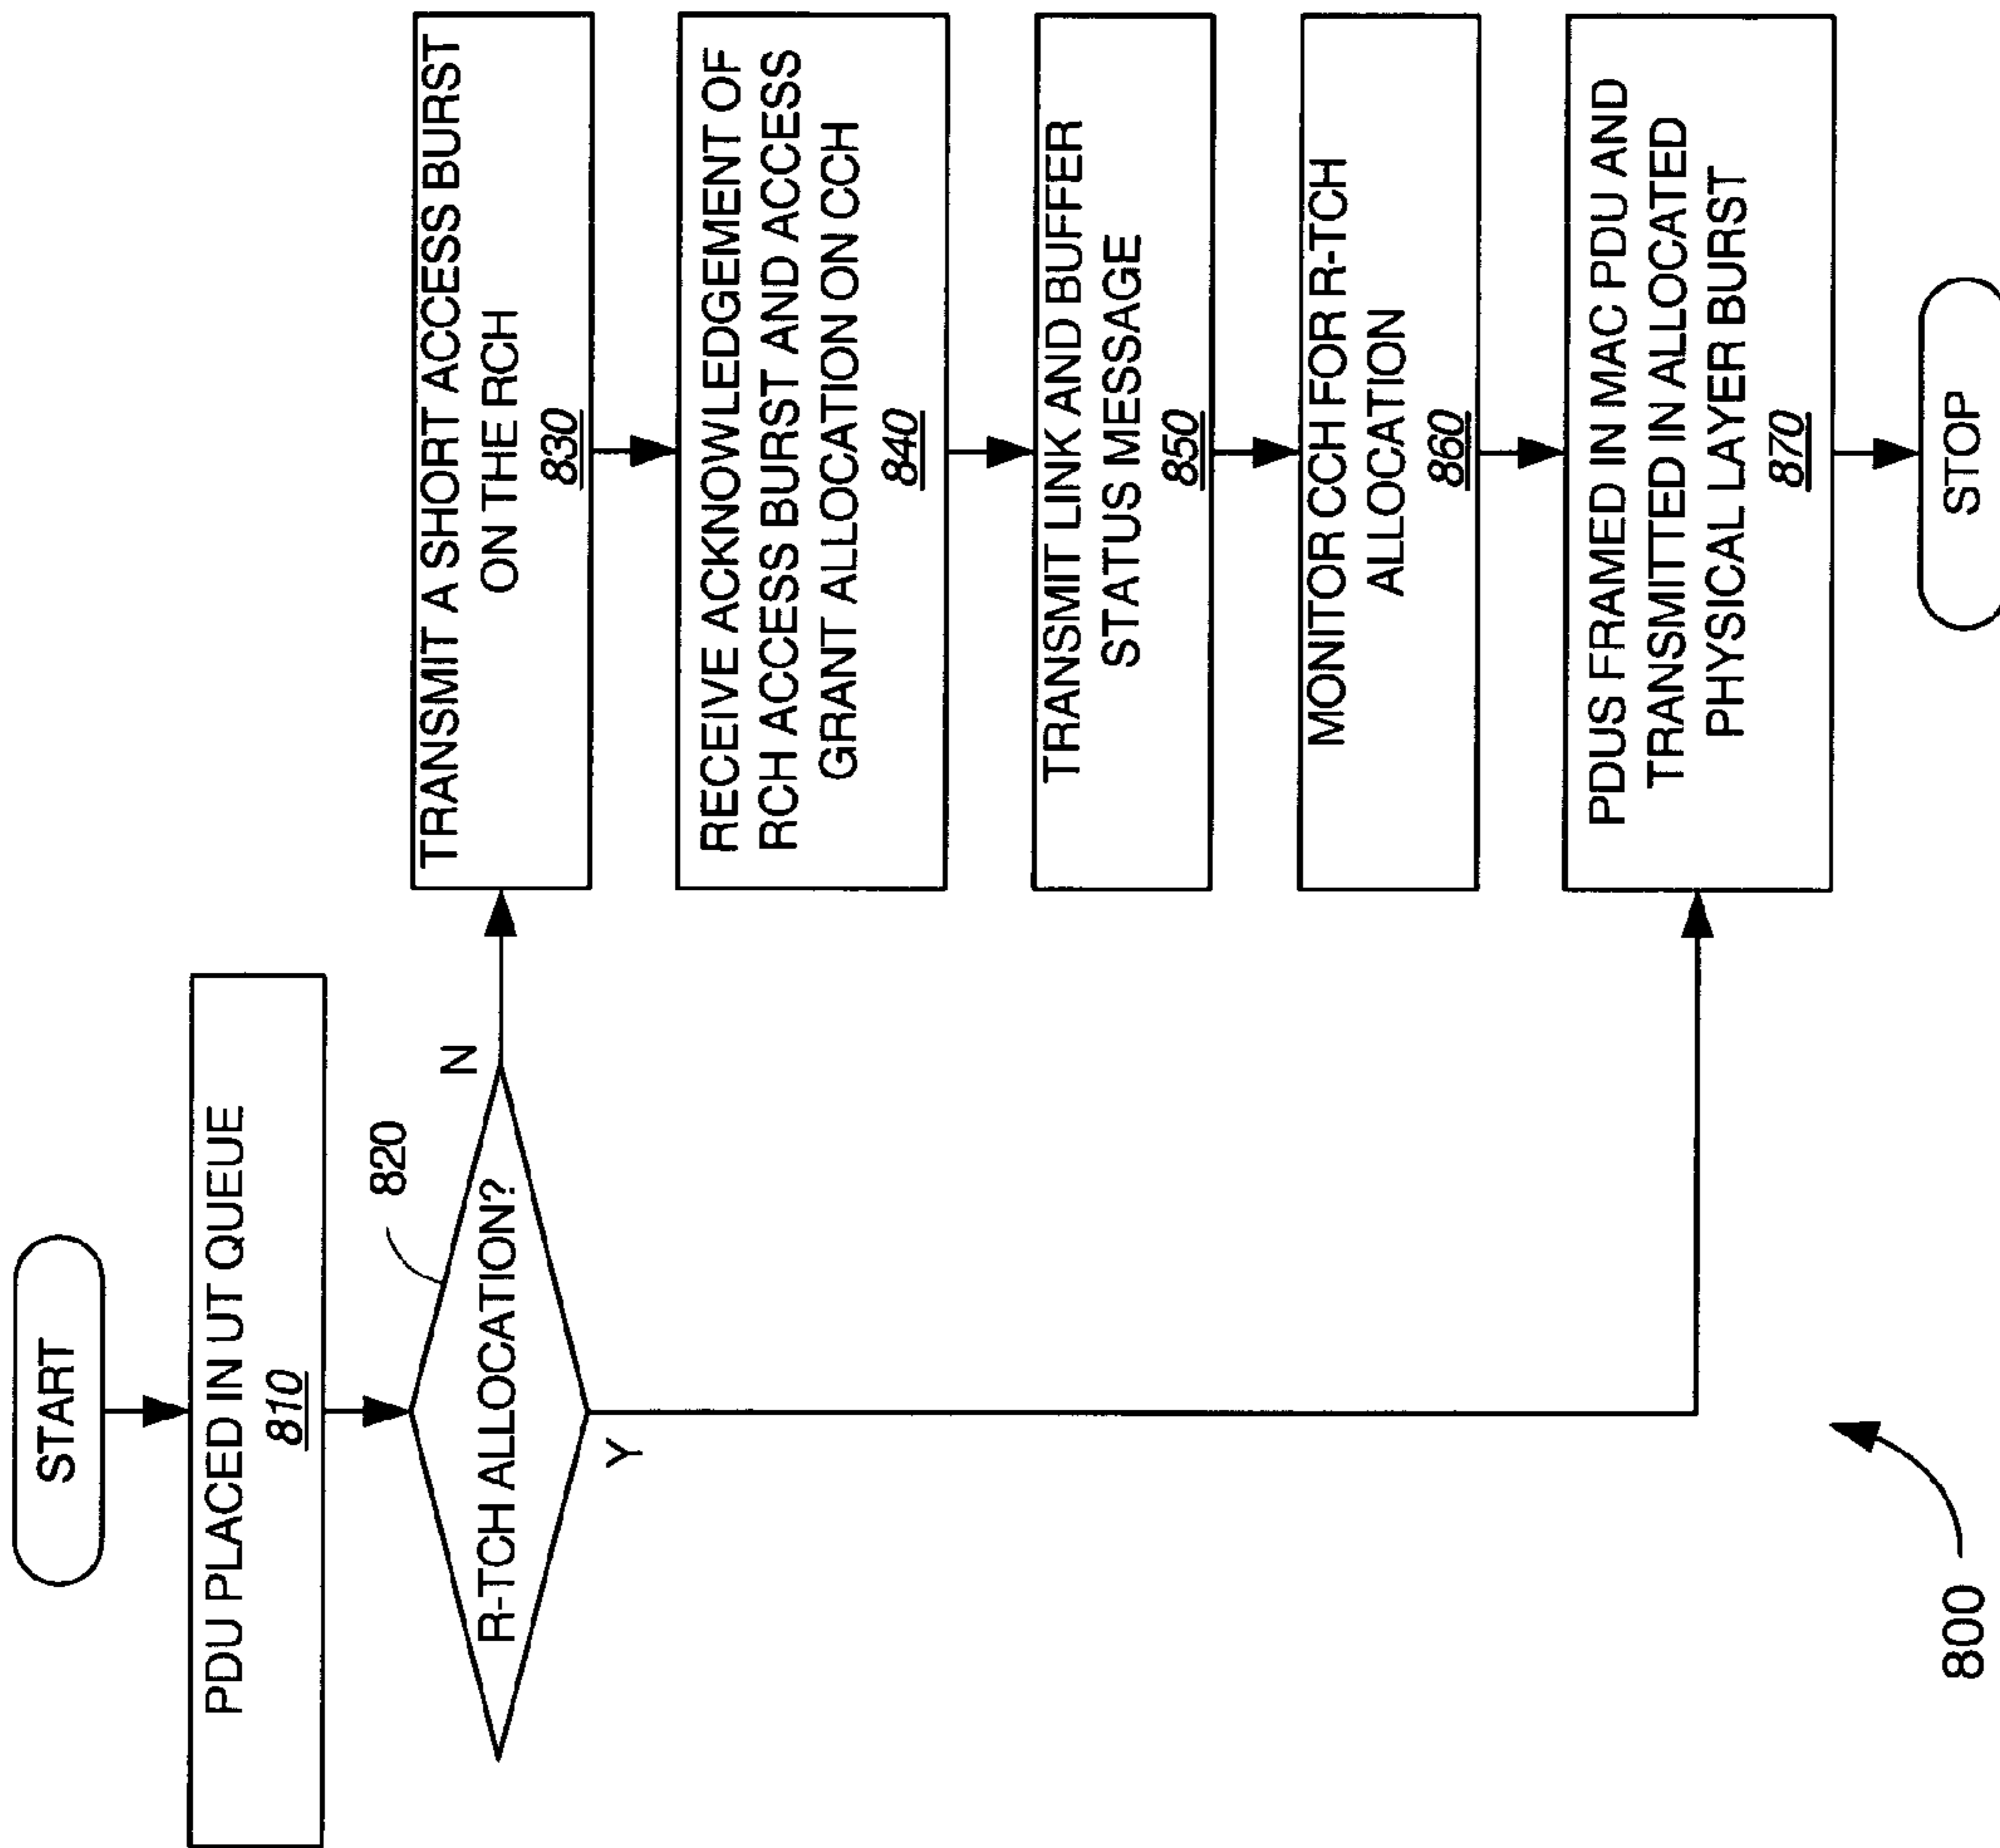 START
PDU PLACED IN UT QUEUE
810
820
R-TCH ALLOCATION?
N
Y
TRANSMIT A SHORT ACCESS BURST
ON THE RCH
830
RECEIVE ACKNOWLEDGEMENT OF
RCH ACCESS BURST AND ACCESS
GRANT ALLOCATION ON CCH
840
TRANSMIT LINK AND BUFFER
STATUS MESSAGE
850
MONITOR CCH FOR R-TCH
ALLOCATION
860
PDUS FRAMED IN MAC PDU AND
TRANSMITTED IN ALLOCATED
PHYSICAL LAYER BURST
870
STOP
800